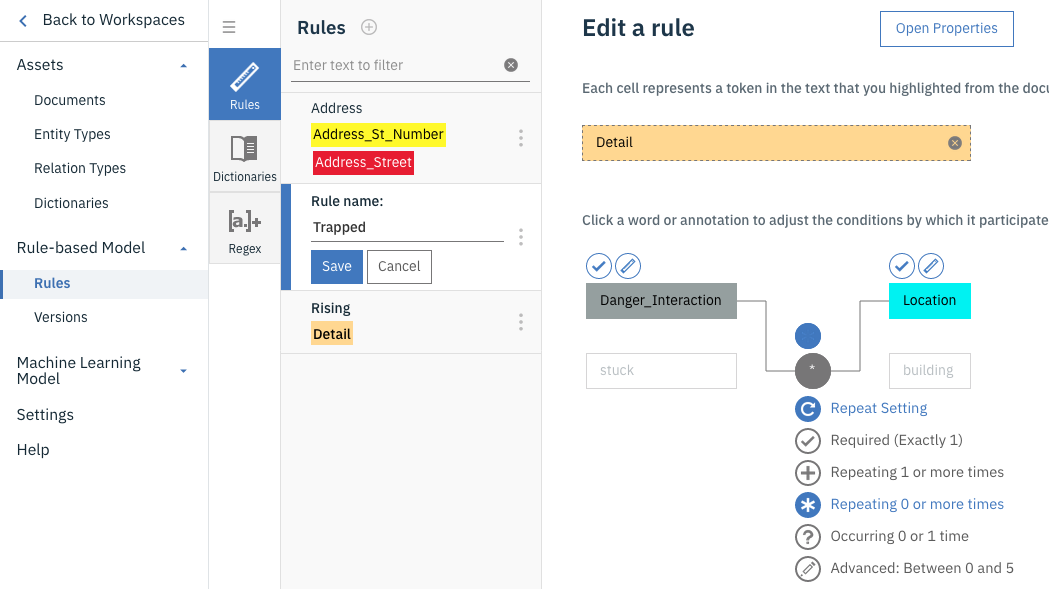 Back to Workspaces
Assets
Documents
Entity Types
Relation Types
Dictionaries
Rule-based Model
Rules
Versions
Machine Learning
Model
Settings
Help
Rules
Dictionaries
[a.]+
Regex
Rules
Enter text to filter
Address
Address_St_Number
Address_Street
Rule name:
Trapped
Save
Cancel
Rising
Detail
Edit a rule
Open Properties
Each cell represents a token in the text that you highlighted from the docu
Detail
Click a word or annotation to adjust the conditions by which it participate
Danger_Interaction
Location
stuck
*
building
Repeat Setting
Required (Exactly 1)
Repeating 1 or more times
Repeating 0 or more times
Occurring 0 or 1 time
Advanced: Between 0 and 5